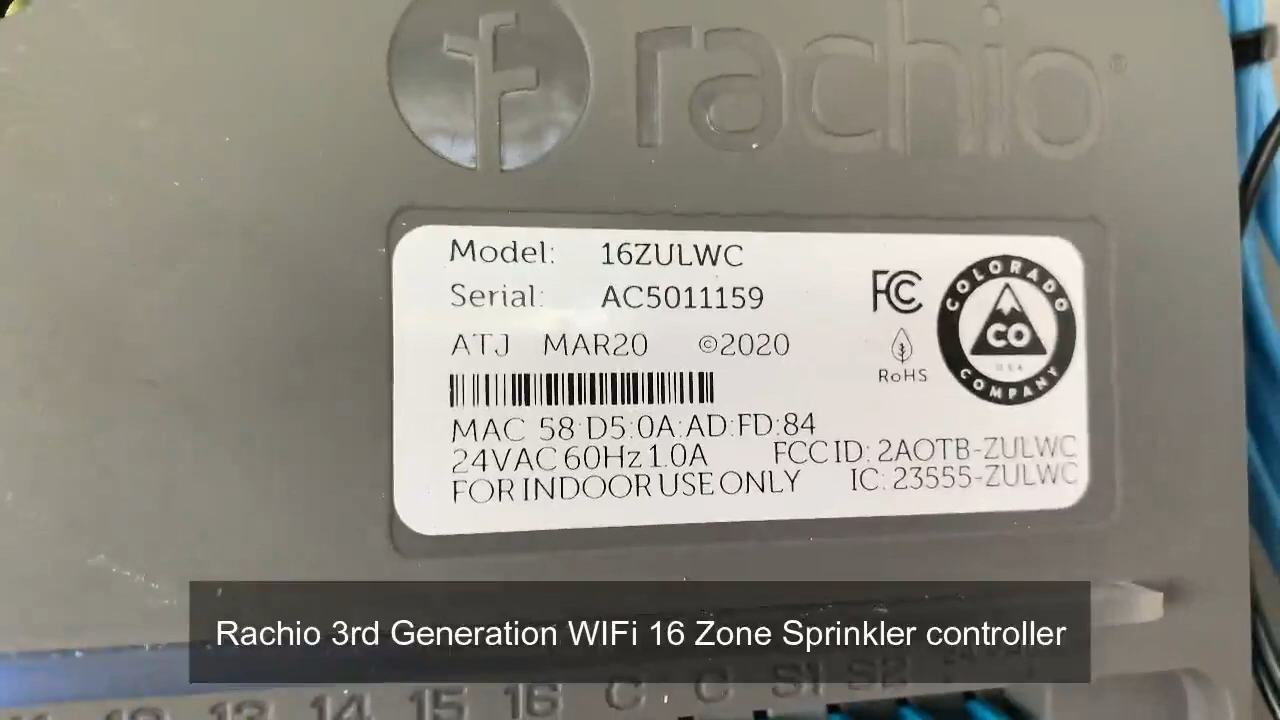 rachio®
Model: 16ZULWC
Serial: AC5011159
ATJ MAR20 ©2020
FC
RoHS
COLORADO
CO
USA
COMPANY
MAC 58:D5:0A:AD:FD:84
24VAC 60Hz 1.0A FCC ID: 2AOTB-ZULWC
FOR INDOOR USE ONLY IC: 23555-ZULWC
Rachio 3rd Generation WIFi 16 Zone Sprinkler controller
12 13 14 15 16 C C S1 S2